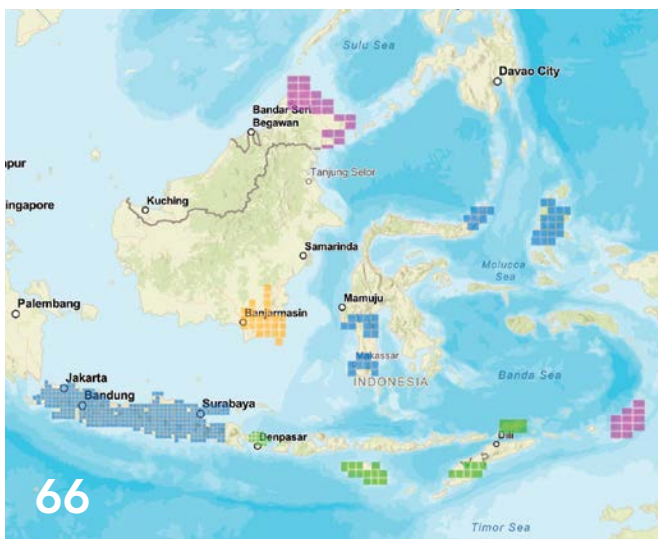 Sulu Sea
Davao City
Bandar Seri
Begawan
pur
Tanjung Selor
ingapore
Kuching
Samarinda
Molucca
Sea
Palembang
Mamuju
Banjarmasin
Makassar
Jakarta
INDONESIA
Banda Sea
Bandung
Surabaya
Denpasar
Dili
66
Timor Sea